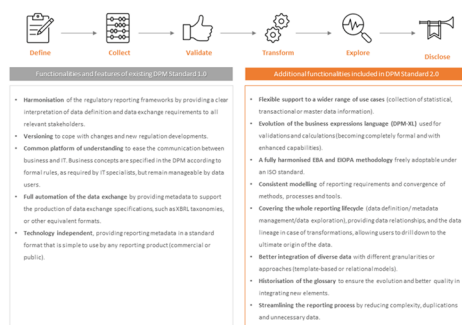 Define
Collect
Validate
Transform
Explore
Disclose
Functionalities and features of existing DPM Standard 1.0
• Harmonisation of the regulatory reporting frameworks by providing a clear
interpretation of data definition and data exchange requirements to all
relevant stakeholders.
• Versioning to cope with changes and new regulation developments.
• Common platform of understanding to ease the communication between
business and IT. Business concepts are specified in the DPM according to
formal rules, as required by IT specialists, but remain manageable by data
users.
• Full automation of the data exchange by providing metadata to support
the production of data exchange specifications, such as XBRL taxonomies,
or other equivalent formats.
• Technology independent, providing reporting metadata in a standard
format that is simple to use by any reporting product (commercial or
public).
Additional functionalities included in DPM Standard 2.0
• Flexible support to a wider range of use cases (collection of statistical,
transactional or master data information).
• Evolution of the business expressions language (DPM-XL) used for
validations and calculations (becoming completely formal and with
enhanced capabilities).
• A fully harmonised EBA and EIOPA methodology freely adoptable under
an ISO standard.
• Consistent modelling of reporting requirements and convergence of
methods, processes and tools.
• Covering the whole reporting lifecycle (data definition/ metadata
management/data exploration), providing data relationships, and the data
lineage in case of transformations, allowing users to drill down to the
ultimate origin of the data.
• Better integration of diverse data with different granularities or
approaches (template-based or relational models).
• Historisation of the glossary to ensure the evolution and better quality in
integrating new elements.
• Streamlining the reporting process by reducing complexity, duplications
and unnecessary data.